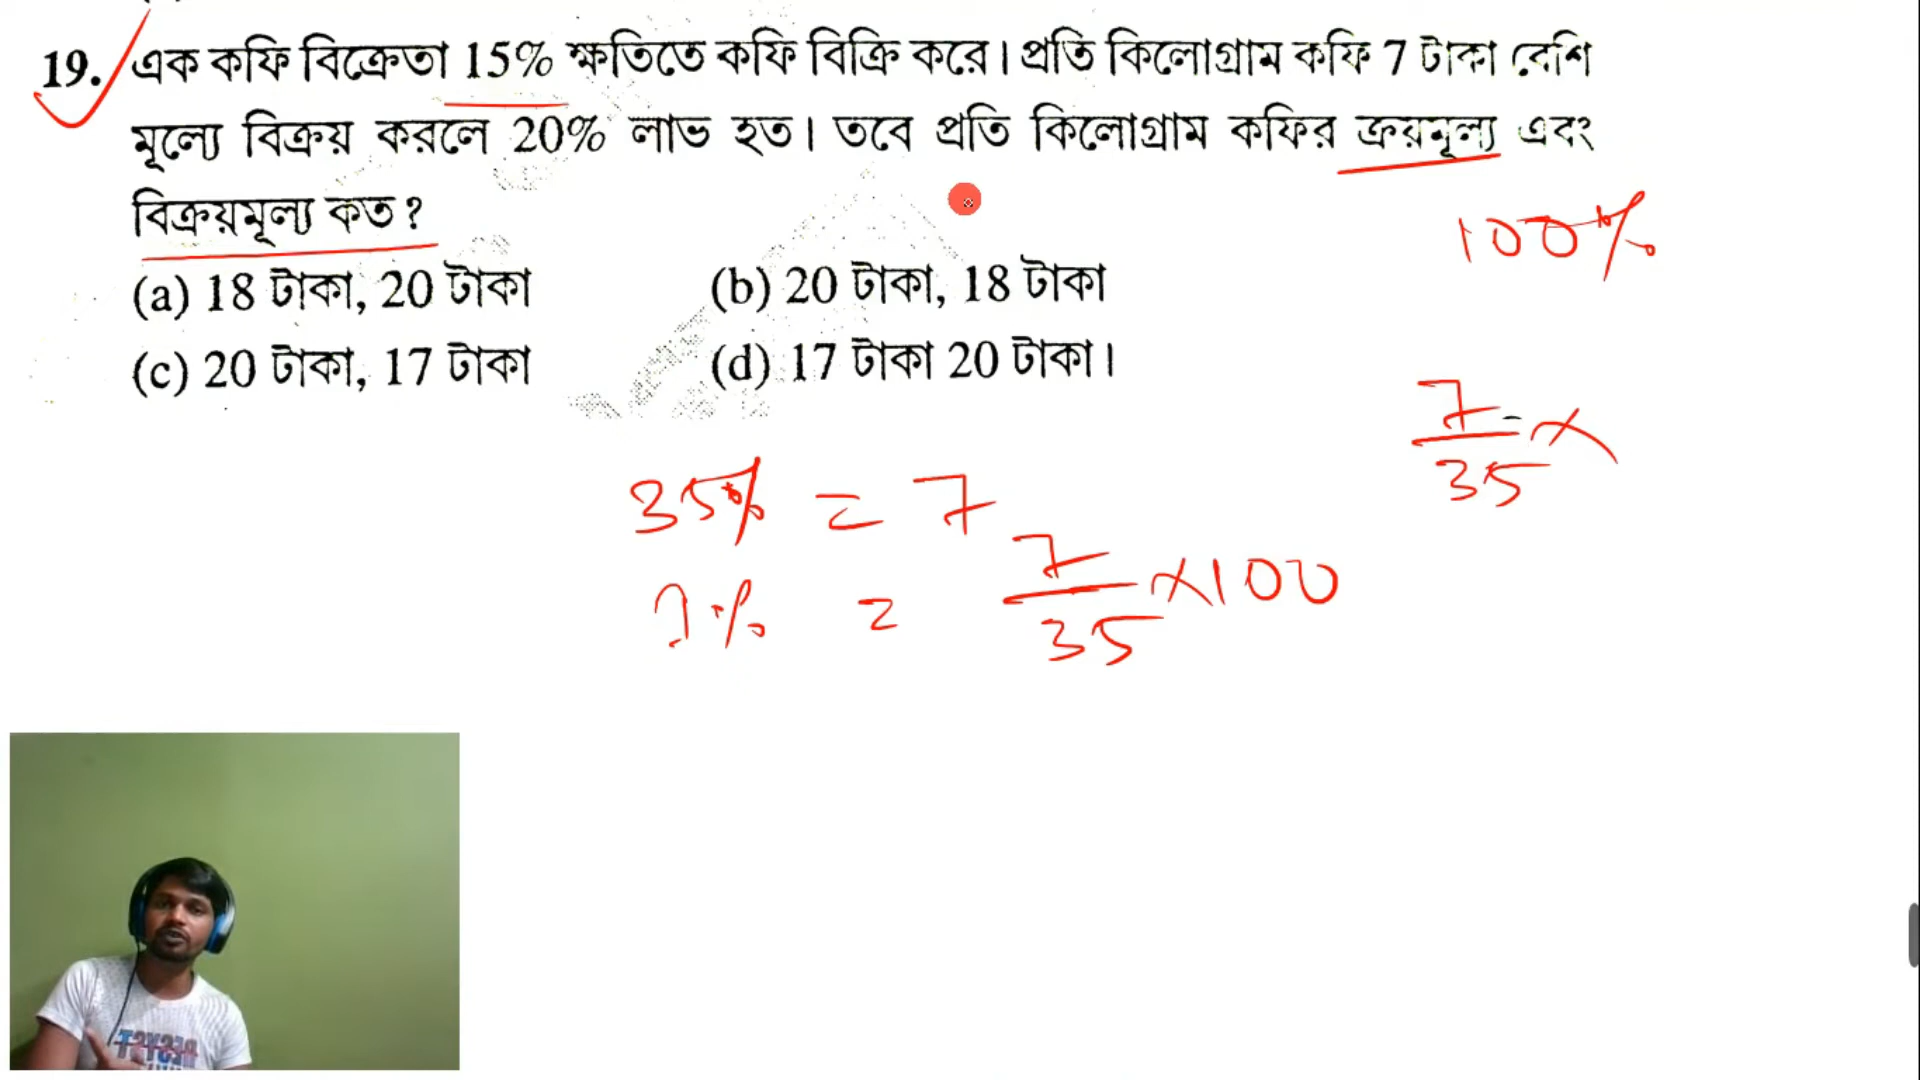 19. এক কফি বিক্রেতা 15% ক্ষতিতে কফি বিক্রি করে। প্রতি কিলোগ্রাম কফি 7 টাকা বেশি
মূল্যে বিক্রয় করলে 20% লাভ হত। তবে প্রতি কিলোগ্রাম কফির ক্রয়মূল্য এবং
বিক্রয়মূল্য কত?
100%
(a) 18 টাকা, 20 টাকা (b) 20 টাকা, 18 টাকা
(c) 20 টাকা, 17 টাকা (d) 17 টাকা 20 টাকা।
7/35 ×
35% = 7
1% = 7/35 × 100